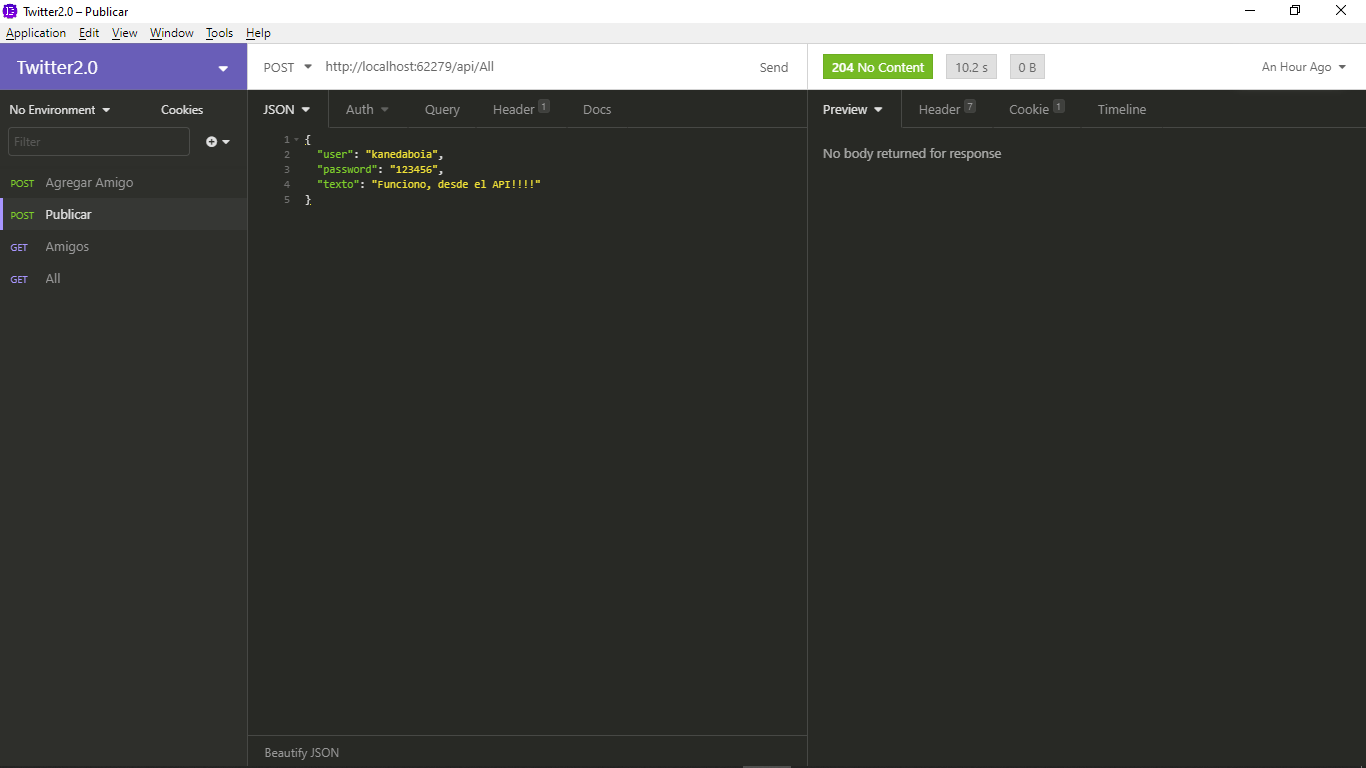 Twitter2.0 – Publicar
Application Edit View Window Tools Help
Twitter2.0
POST http://localhost:62279/api/All Send
204 No Content 10.2 s 0 B An Hour Ago
No Environment Cookies
JSON Auth Query Header 1 Docs
Preview Header 7 Cookie 1 Timeline
Filter
POST Agregar Amigo
POST Publicar
GET Amigos
GET All
1 {
2 "user": "kanedaboia",
3 "password": "123456",
4 "texto": "Funciono, desde el API!!!!"
5 }
No body returned for response
Beautify JSON